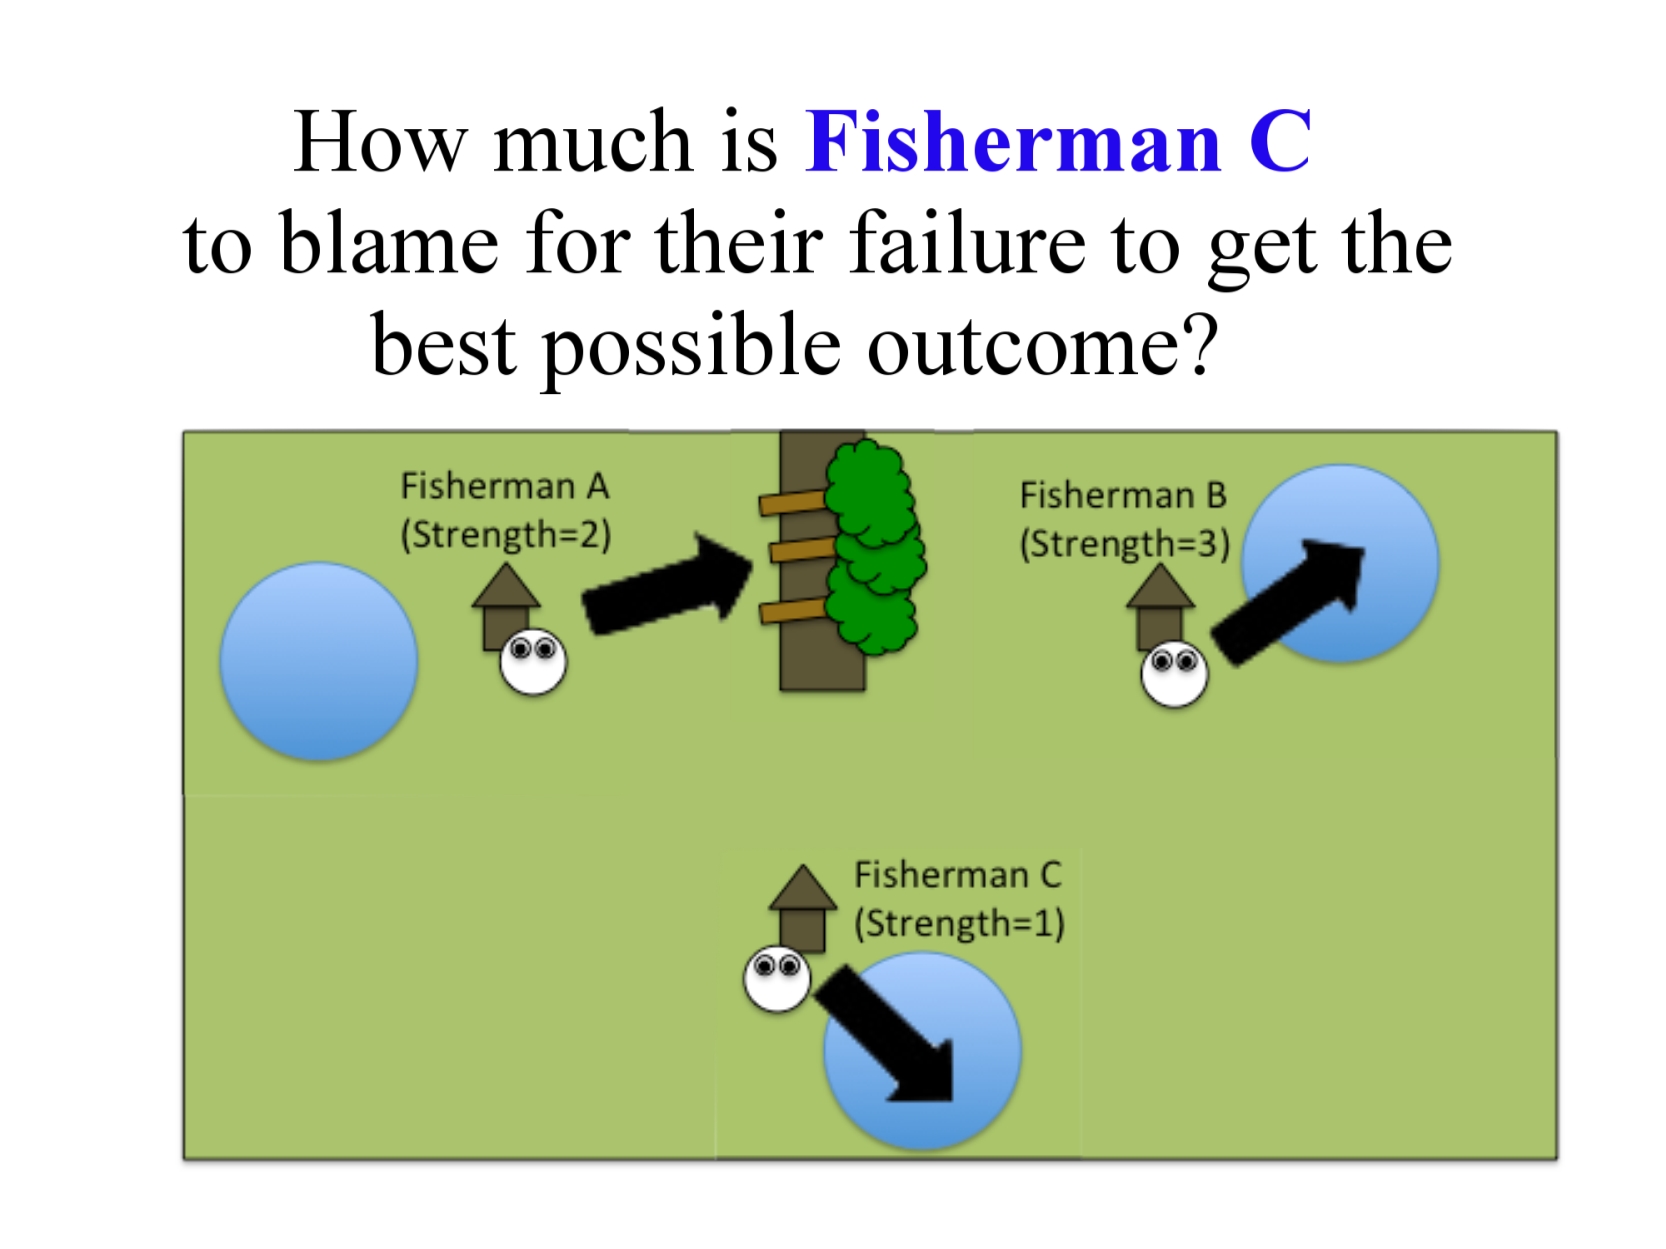 How much is Fisherman C
to blame for their failure to get the
best possible outcome?
Fisherman A
(Strength=2)
Fisherman B
(Strength=3)
Fisherman C
(Strength=1)